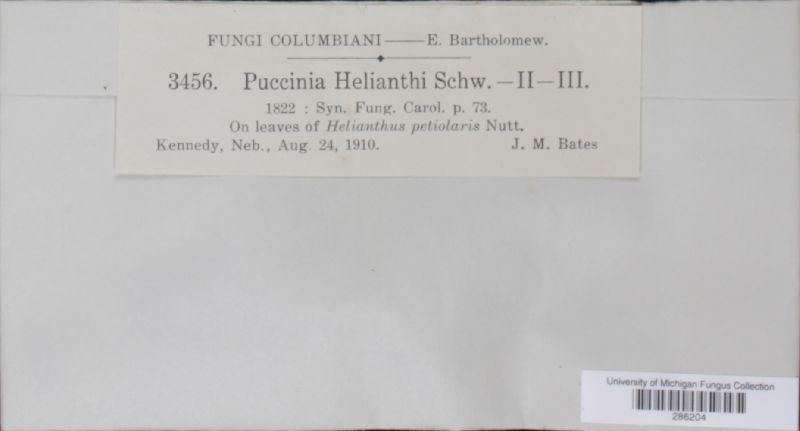 FUNGI COLUMBIANI——E. Bartholomew.
3456. Puccinia Helianthi Schw.—II—III.
1822 : Syn. Fung. Carol. p. 73.
On leaves of Helianthus petiolaris Nutt.
Kennedy, Neb., Aug. 24, 1910. J. M. Bates
University of Michigan Fungus Collection
286204